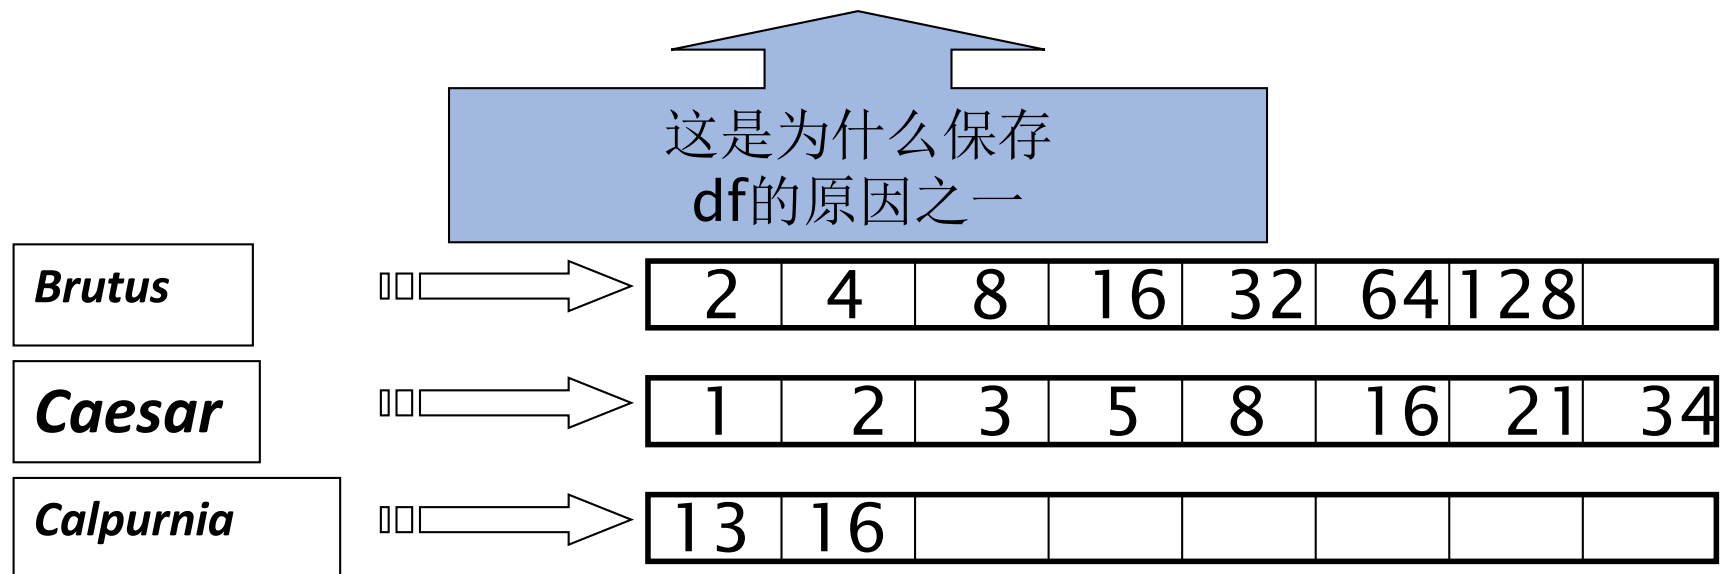 这是为什么保存
df的原因之一
Brutus 2 4 8 16 32 64 128
Caesar 1 2 3 5 8 16 21 34
Calpurnia 13 16